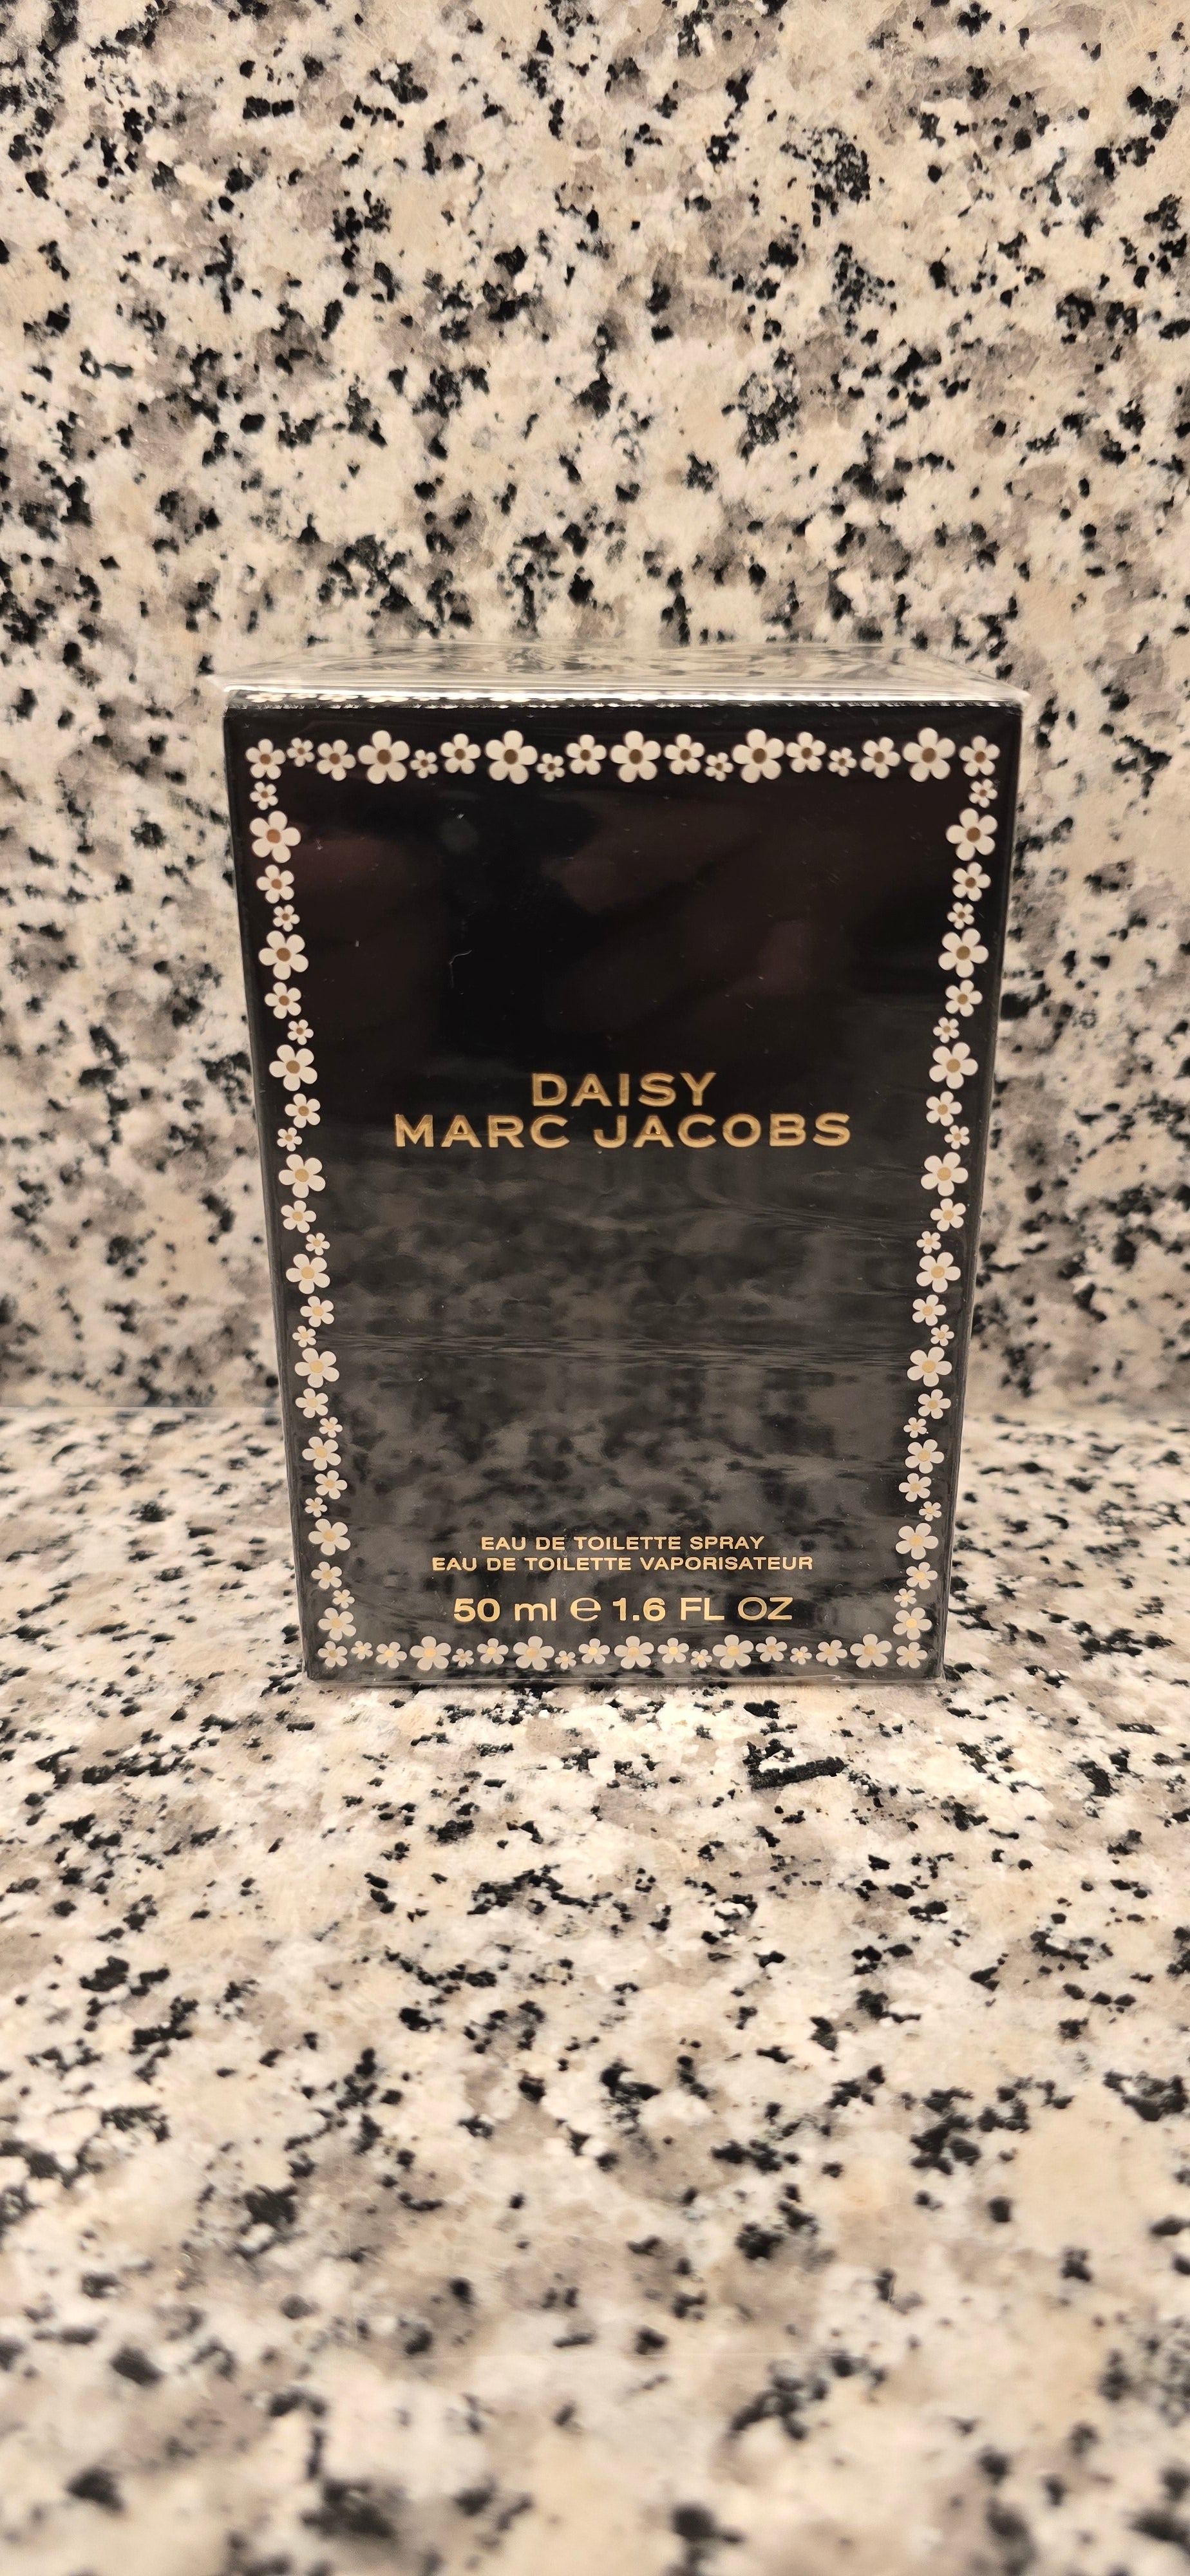 DAISY
MARC JACOBS
EAU DE TOILETTE SPRAY
EAU DE TOILETTE VAPORISATEUR
50 ml ℮ 1.6 FL OZ